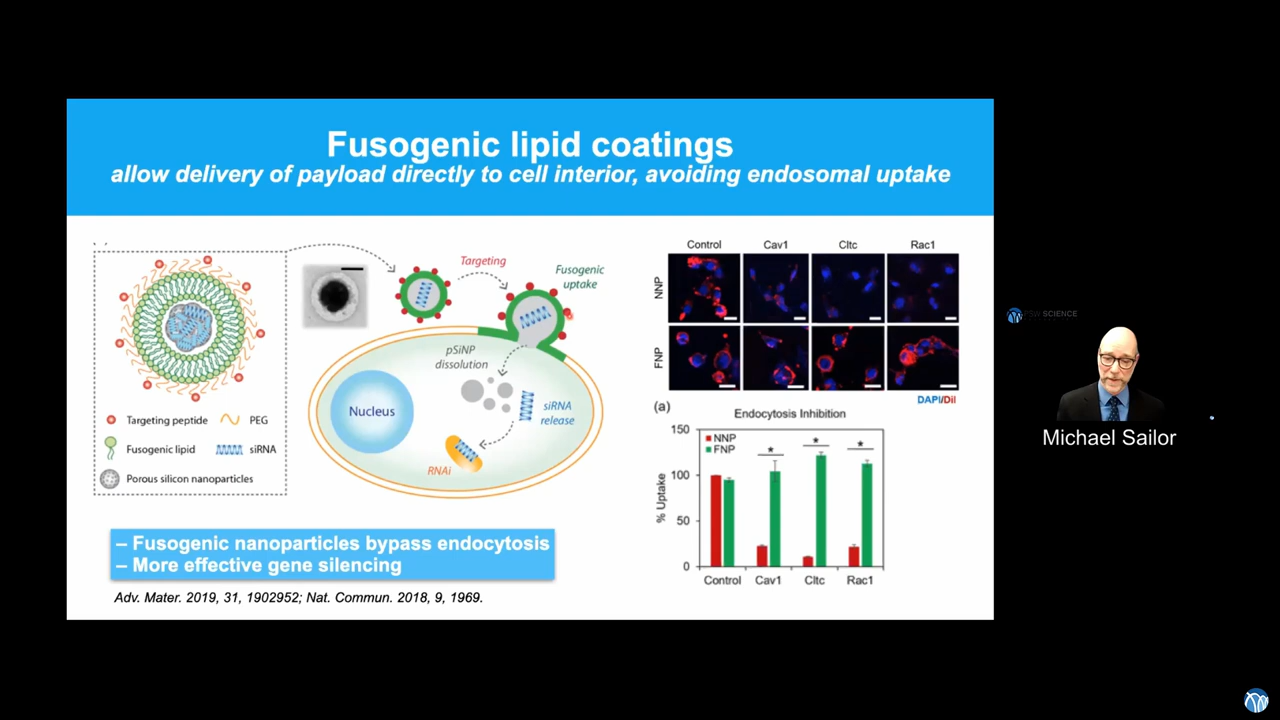 Fusogenic lipid coatings
allow delivery of payload directly to cell interior, avoiding endosomal uptake
Targeting peptide
PEG
Fusogenic lipid
siRNA
Porous silicon nanoparticles
Targeting
Fusogenic
uptake
pSiNP
dissolution
Nucleus
siRNA
release
RNAi
Control Cav1 Cltc Rac1
NNP
FNP
DAPI/Dil
(a)
Endocytosis Inhibition
NNP
FNP
150
100
50
0
% Uptake
* * *
Control Cav1 Cltc Rac1
– Fusogenic nanoparticles bypass endocytosis
– More effective gene silencing
Adv. Mater. 2019, 31, 1902952; Nat. Commun. 2018, 9, 1969.
PSW SCIENCE
Michael Sailor